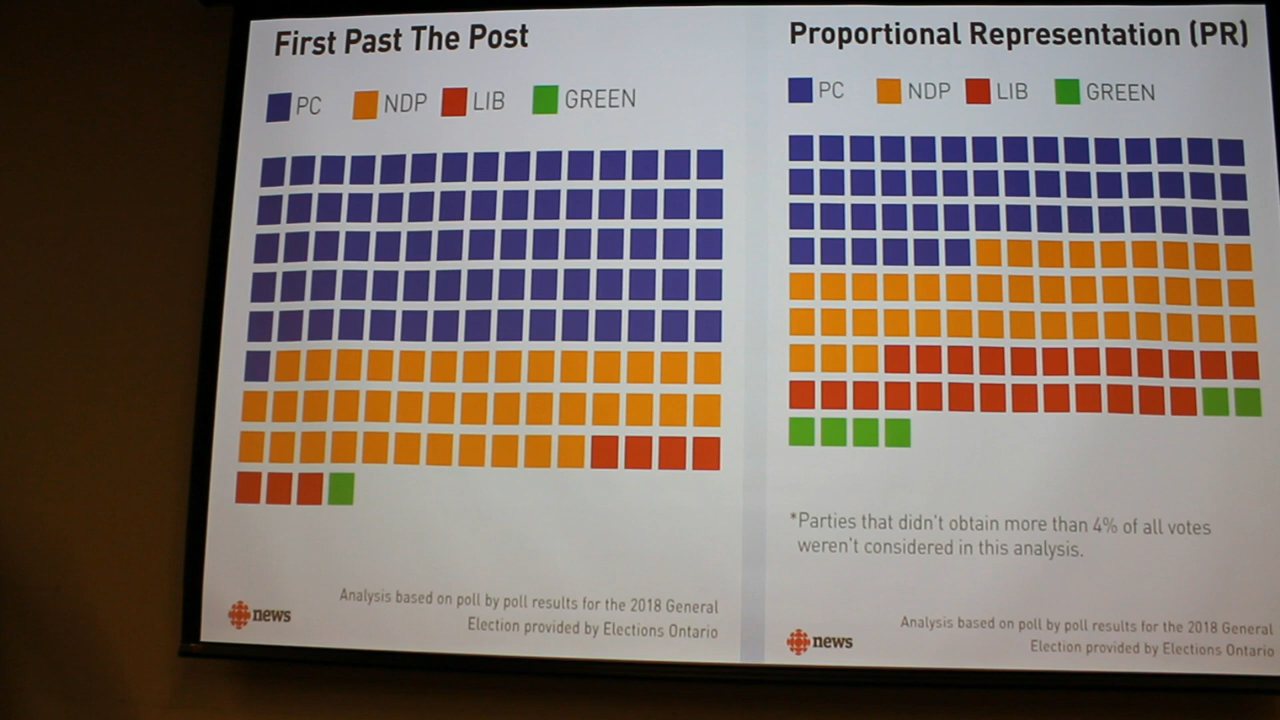 First Past The Post
PC NDP LIB GREEN
news
Analysis based on poll by poll results for the 2018 General
Election provided by Elections Ontario
Proportional Representation (PR)
PC NDP LIB GREEN
*Parties that didn't obtain more than 4% of all votes
weren't considered in this analysis.
news
Analysis based on poll by poll results for the 2018 General
Election provided by Elections Ontario